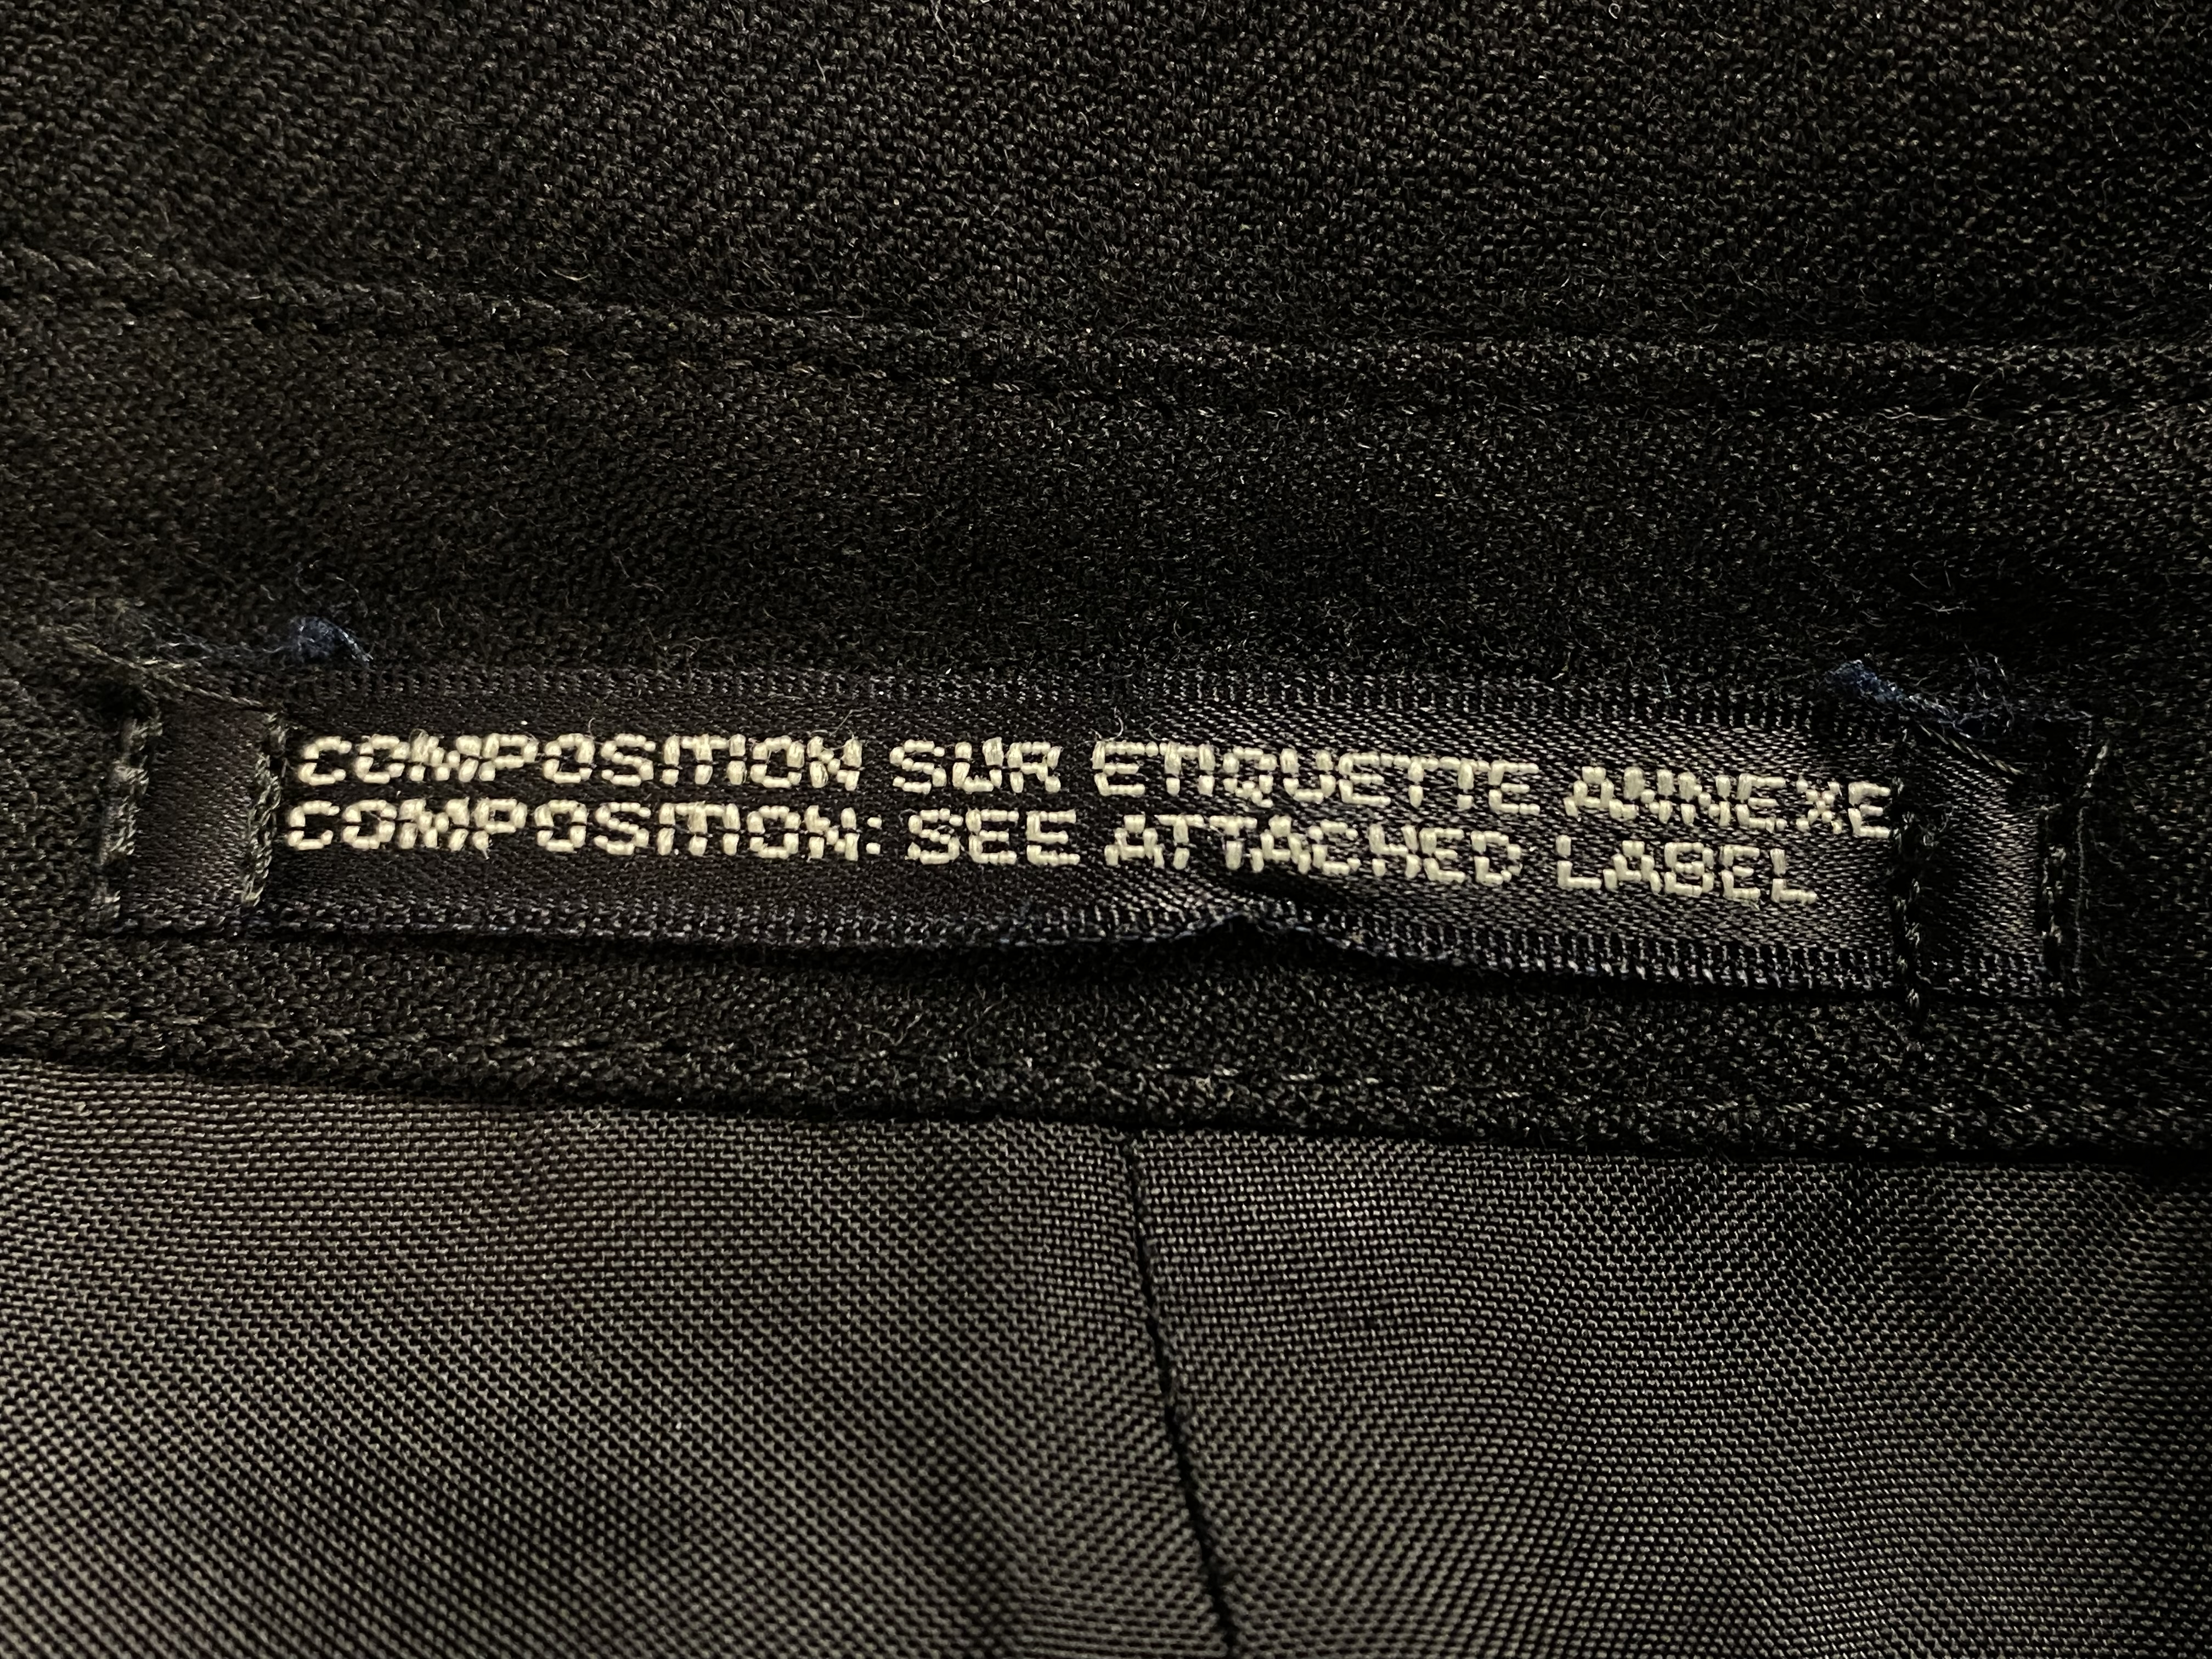 COMPOSITION SUR ETIQUETTE ANNEXE
COMPOSITION: SEE ATTACHED LABEL